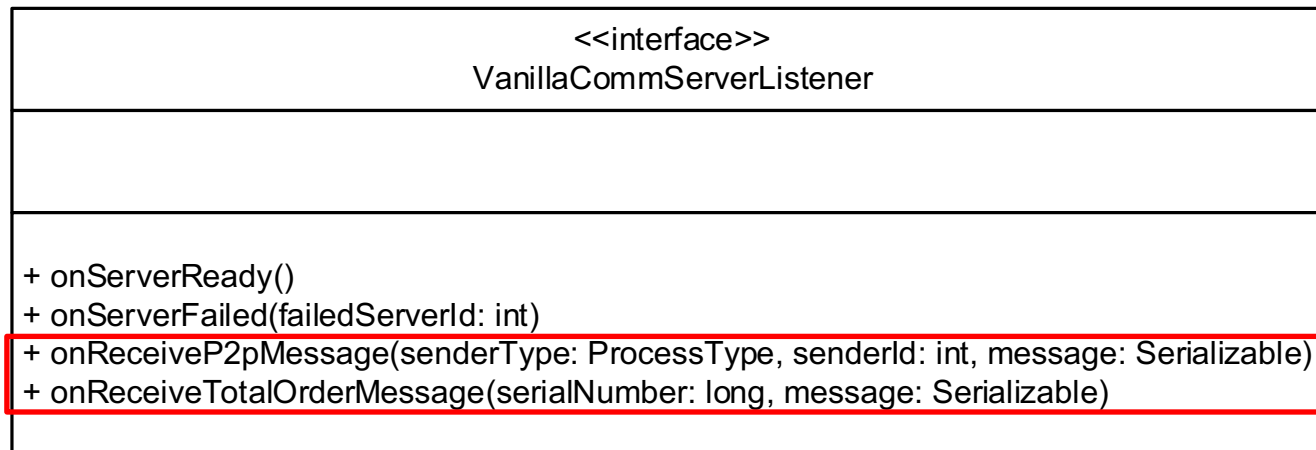 <<interface>>
VanillaCommServerListener
+ onServerReady()
+ onServerFailed(failedServerId: int)
+ onReceiveP2pMessage(senderType: ProcessType, senderId: int, message: Serializable)
+ onReceiveTotalOrderMessage(serialNumber: long, message: Serializable)